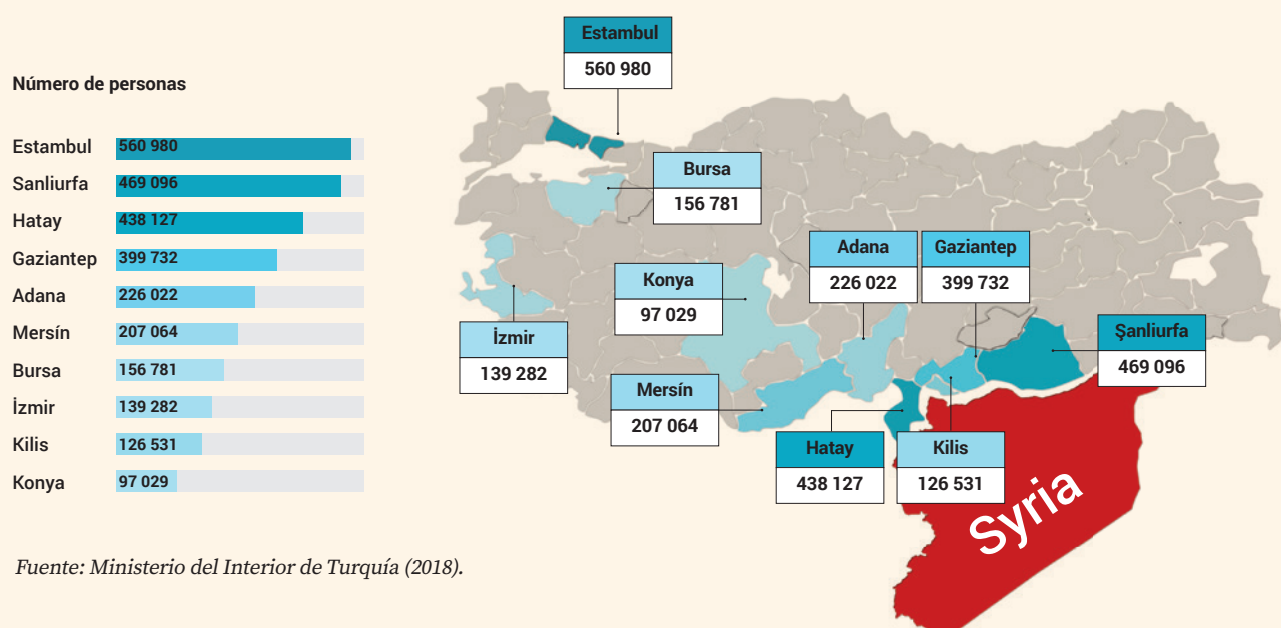 Número de personas
Estambul 560 980
Sanliurfa 469 096
Hatay 438 127
Gaziantep 399 732
Adana 226 022
Mersín 207 064
Bursa 156 781
İzmir 139 282
Kilis 126 531
Konya 97 029
Estambul
560 980
Bursa
156 781
Adana
226 022
Gaziantep
399 732
Konya
97 029
Şanliurfa
469 096
İzmir
139 282
Mersín
207 064
Hatay
438 127
Kilis
126 531
Syria
Fuente: Ministerio del Interior de Turquía (2018).